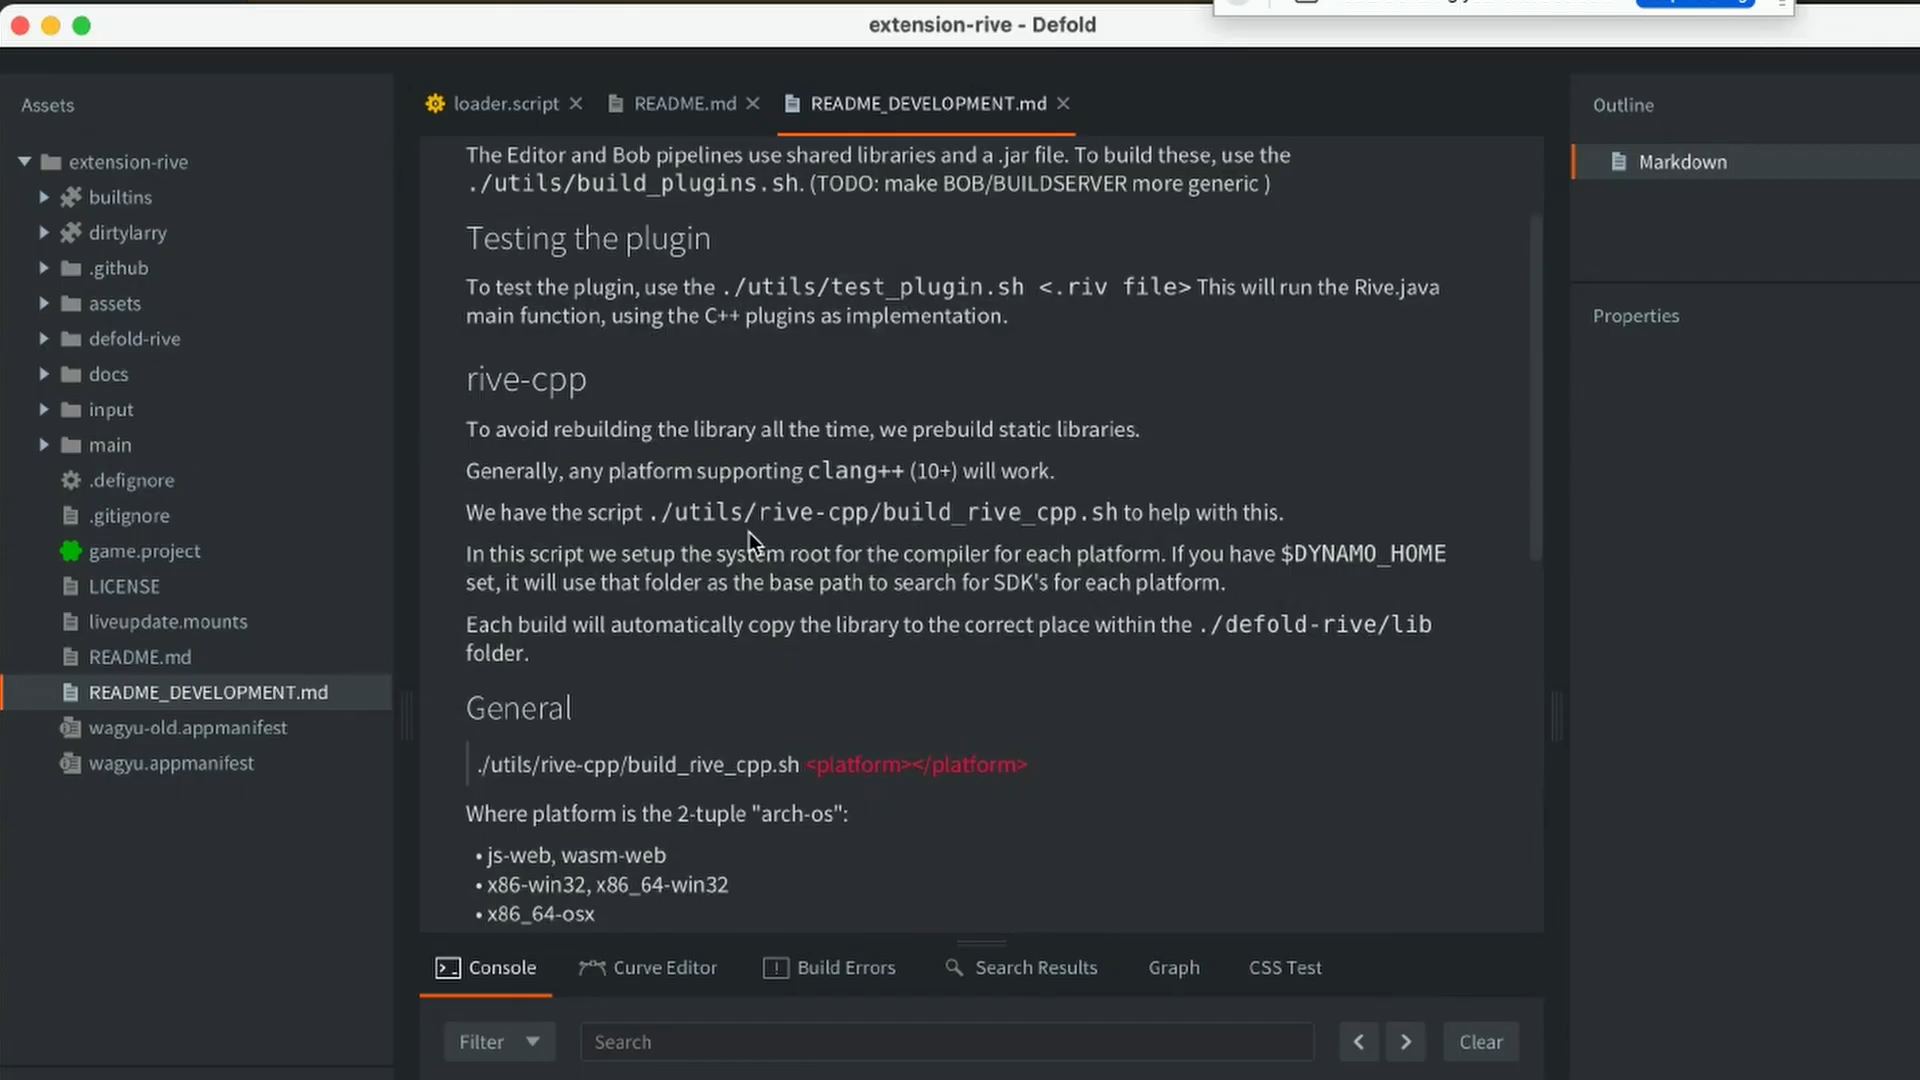 extension-rive - Defold
Assets
extension-rive
builtins
dirtylarry
.github
assets
defold-rive
docs
input
main
.defignore
.gitignore
game.project
LICENSE
liveupdate.mounts
README.md
README_DEVELOPMENT.md
wagyu-old.appmanifest
wagyu.appmanifest
loader.script
README.md
README_DEVELOPMENT.md
The Editor and Bob pipelines use shared libraries and a .jar file. To build these, use the
./utils/build_plugins.sh. (TODO: make BOB/BUILDSERVER more generic )
Testing the plugin
To test the plugin, use the ./utils/test_plugin.sh <.riv file> This will run the Rive.java
main function, using the C++ plugins as implementation.
rive-cpp
To avoid rebuilding the library all the time, we prebuild static libraries.
Generally, any platform supporting clang++ (10+) will work.
We have the script ./utils/rive-cpp/build_rive_cpp.sh to help with this.
In this script we setup the system root for the compiler for each platform. If you have $DYNAMO_HOME
set, it will use that folder as the base path to search for SDK's for each platform.
Each build will automatically copy the library to the correct place within the ./defold-rive/lib
folder.
General
./utils/rive-cpp/build_rive_cpp.sh <platform></platform>
Where platform is the 2-tuple "arch-os":
• js-web, wasm-web
• x86-win32, x86_64-win32
• x86_64-osx
Console
Curve Editor
Build Errors
Search Results
Graph
CSS Test
Filter
Search
Clear
Outline
Markdown
Properties